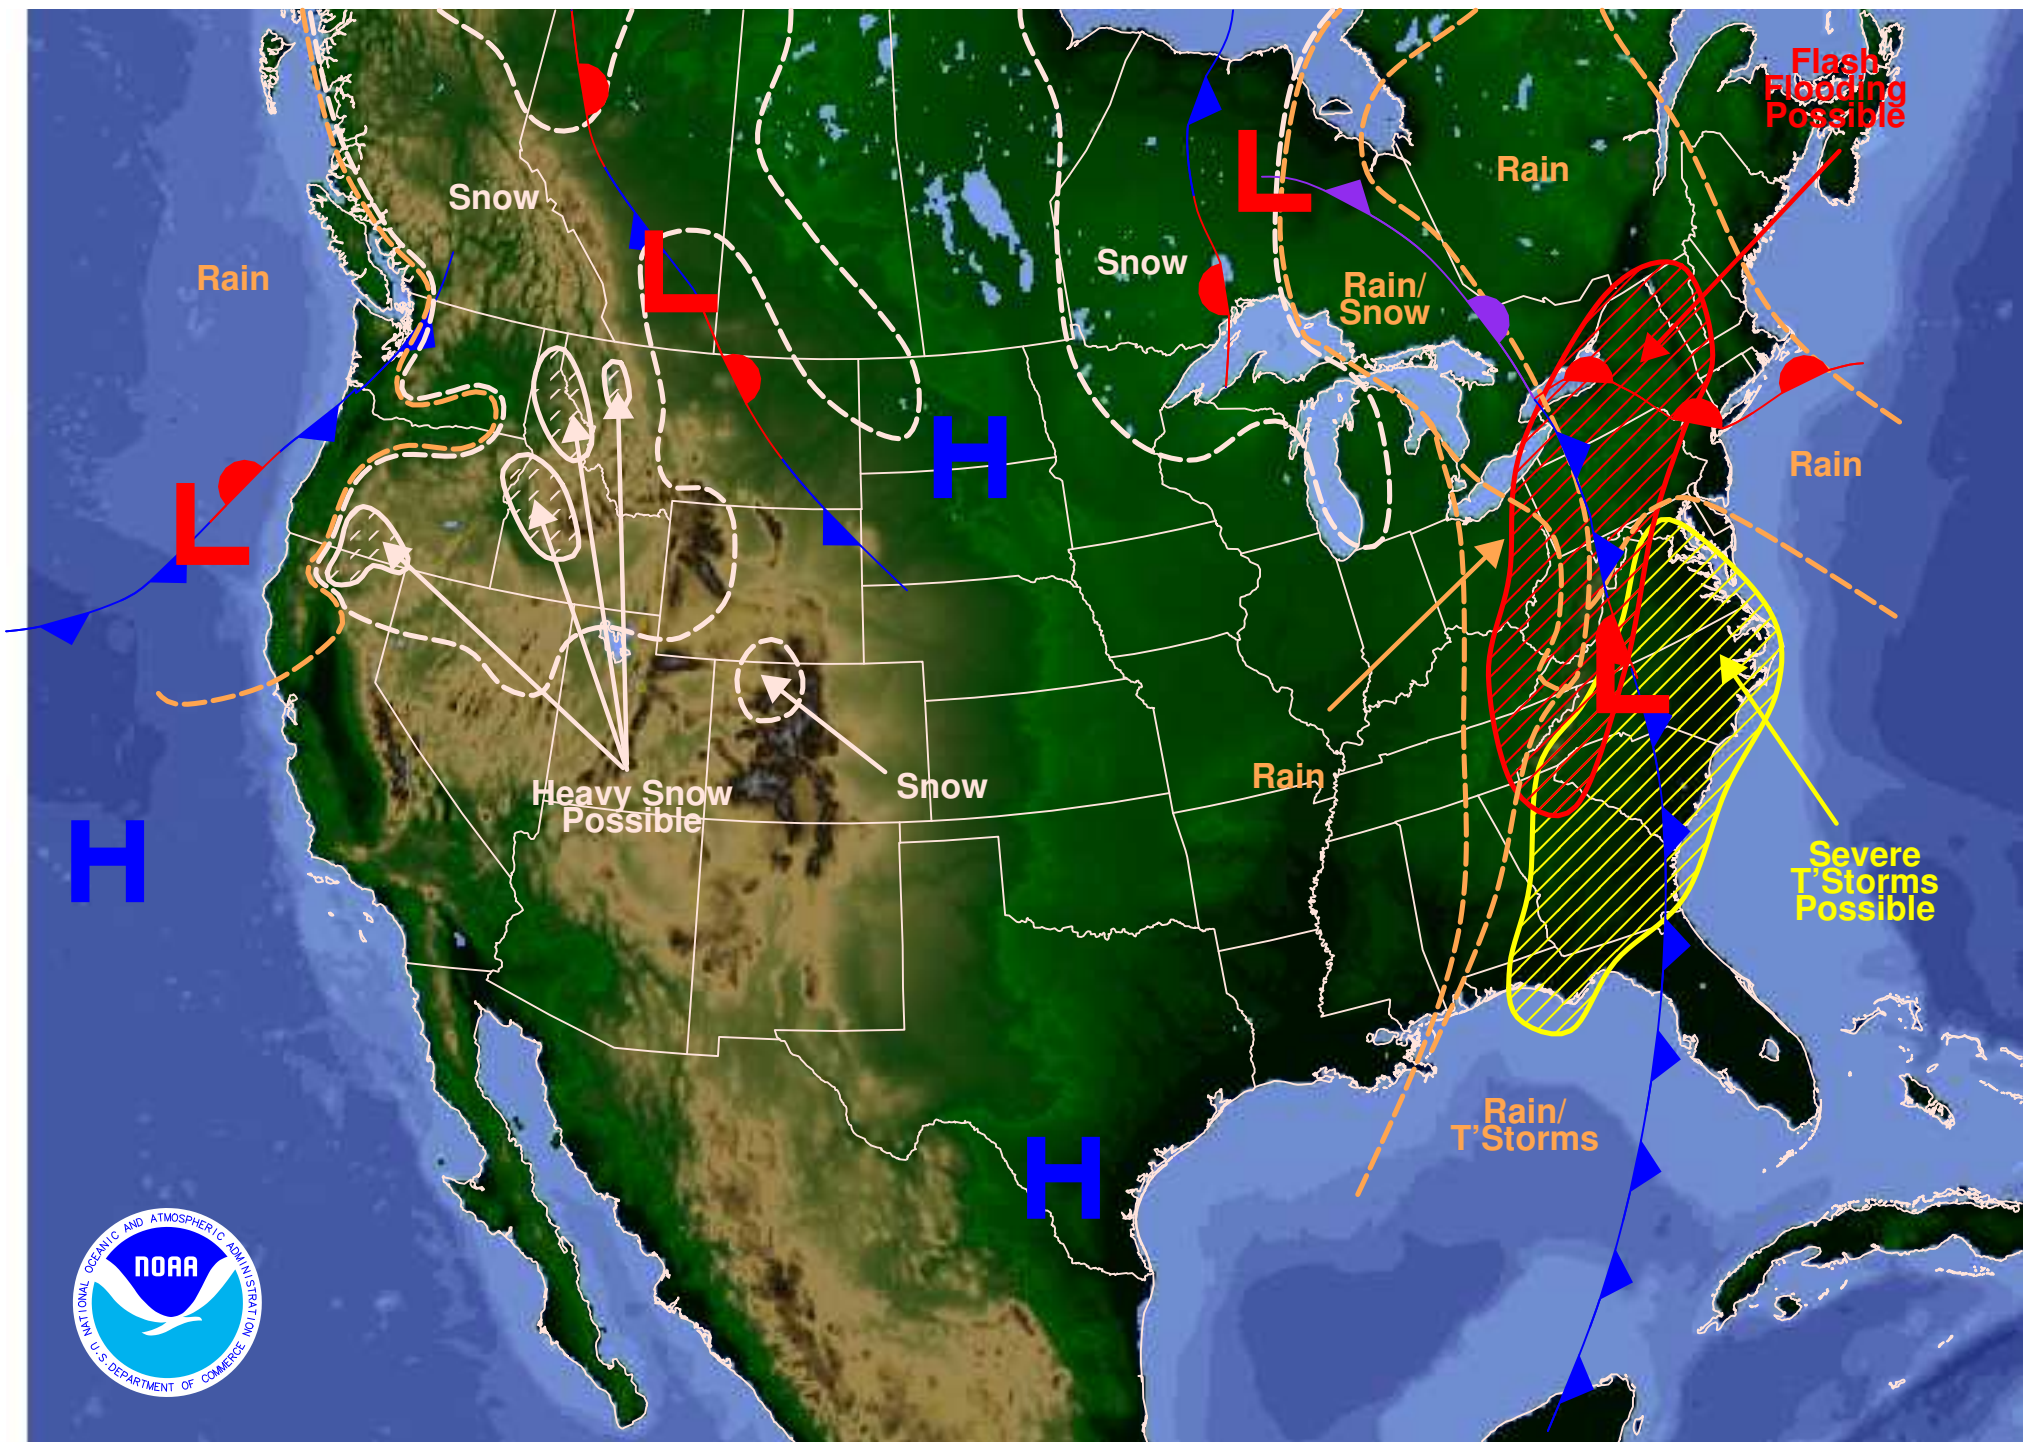 Flash
Flooding
Possible
Rain
Snow
Snow
Rain
Rain/
Snow
Rain
Heavy Snow
Possible
Snow
Rain
Severe
T'Storms
Possible
Rain/
T'Storms
L
L
L
L
H
H
H
NATIONAL OCEANIC AND ATMOSPHERIC ADMINISTRATION
NOAA
U.S. DEPARTMENT OF COMMERCE